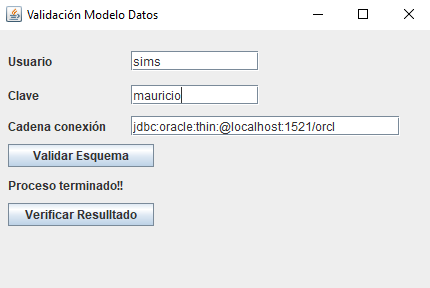 Validación Modelo Datos
Usuario sims
Clave mauricio
Cadena conexión jdbc:oracle:thin:@localhost:1521/orcl
Validar Esquema
Proceso terminado!!
Verificar Resulltado